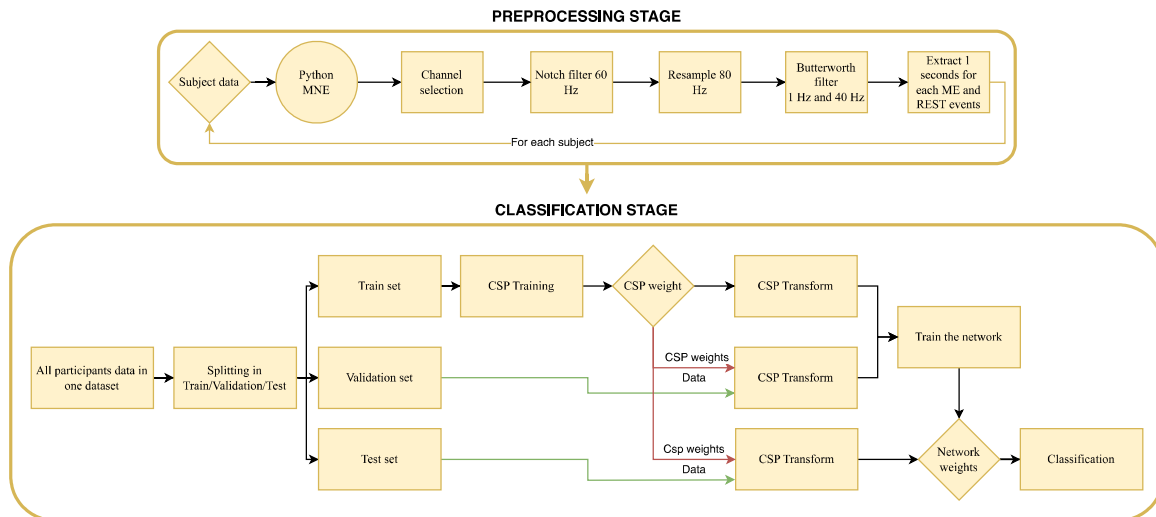 PREPROCESSING STAGE
Subject data
Python
MNE
Channel
selection
Notch filter 60
Hz
Resample 80
Hz
Butterworth
filter
1 Hz and 40 Hz
Extract 1
seconds for
each ME and
REST events
For each subject
CLASSIFICATION STAGE
All participants data in
one dataset
Splitting in
Train/Validation/Test
Train set
CSP Training
CSP weight
CSP Transform
Train the network
Validation set
CSP weights
Data
CSP Transform
Test set
Csp weights
Data
CSP Transform
Network
weights
Classification